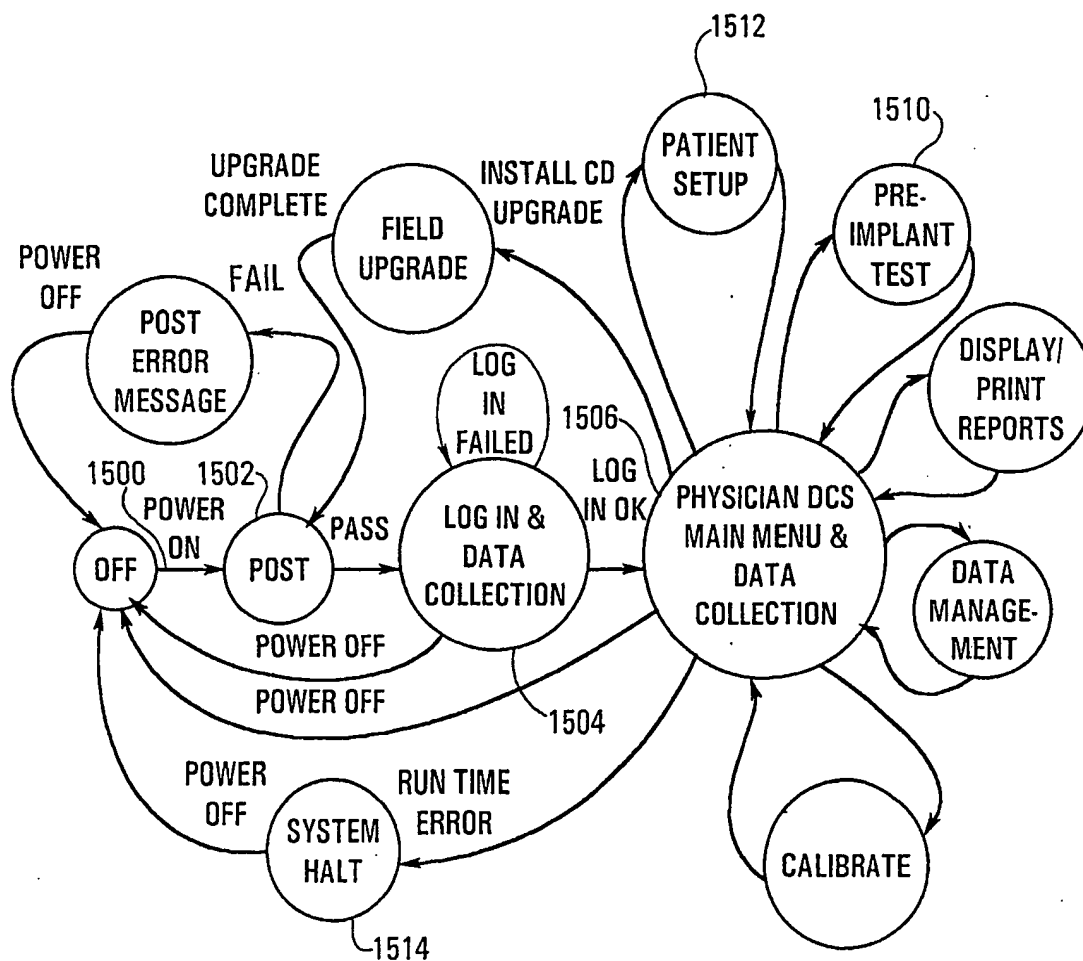 1512
PATIENT
SETUP
1510
PRE-
IMPLANT
TEST
UPGRADE
COMPLETE
INSTALL CD
UPGRADE
FIELD
UPGRADE
POWER
OFF
FAIL
POST
ERROR
MESSAGE
DISPLAY/
PRINT
REPORTS
LOG
IN
FAILED
1506
LOG
IN OK
1500
POWER
ON
1502
OFF
POST
PASS
LOG IN &
DATA
COLLECTION
PHYSICIAN DCS
MAIN MENU &
DATA
COLLECTION
DATA
MANAGE-
MENT
POWER OFF
POWER OFF
1504
POWER
OFF
RUN TIME
ERROR
SYSTEM
HALT
1514
CALIBRATE